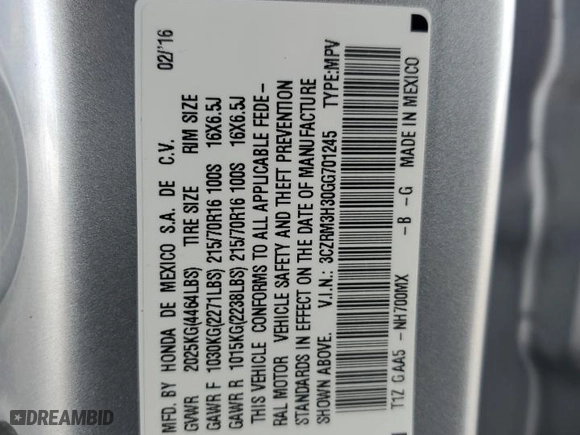 MFD. BY HONDA DE MEXICO S.A. DE C.V. 02/'16
GVWR 2025KG(4464LBS) TIRE SIZE RIM SIZE
GAWR F 1030KG(2271LBS) 215/70R16 100S 16X6.5J
GAWR R 1015KG(2238LBS) 215/70R16 100S 16X6.5J
THIS VEHICLE CONFORMS TO ALL APPLICABLE FEDE-
RAL MOTOR VEHICLE SAFETY AND THEFT PREVENTION
STANDARDS IN EFFECT ON THE DATE OF MANUFACTURE
SHOWN ABOVE. V.I.N.: 3CZRM3H30GG701245 TYPE:MPV
T1Z GAA5 -NH700MX -B -G MADE IN MEXICO
DREAMBID